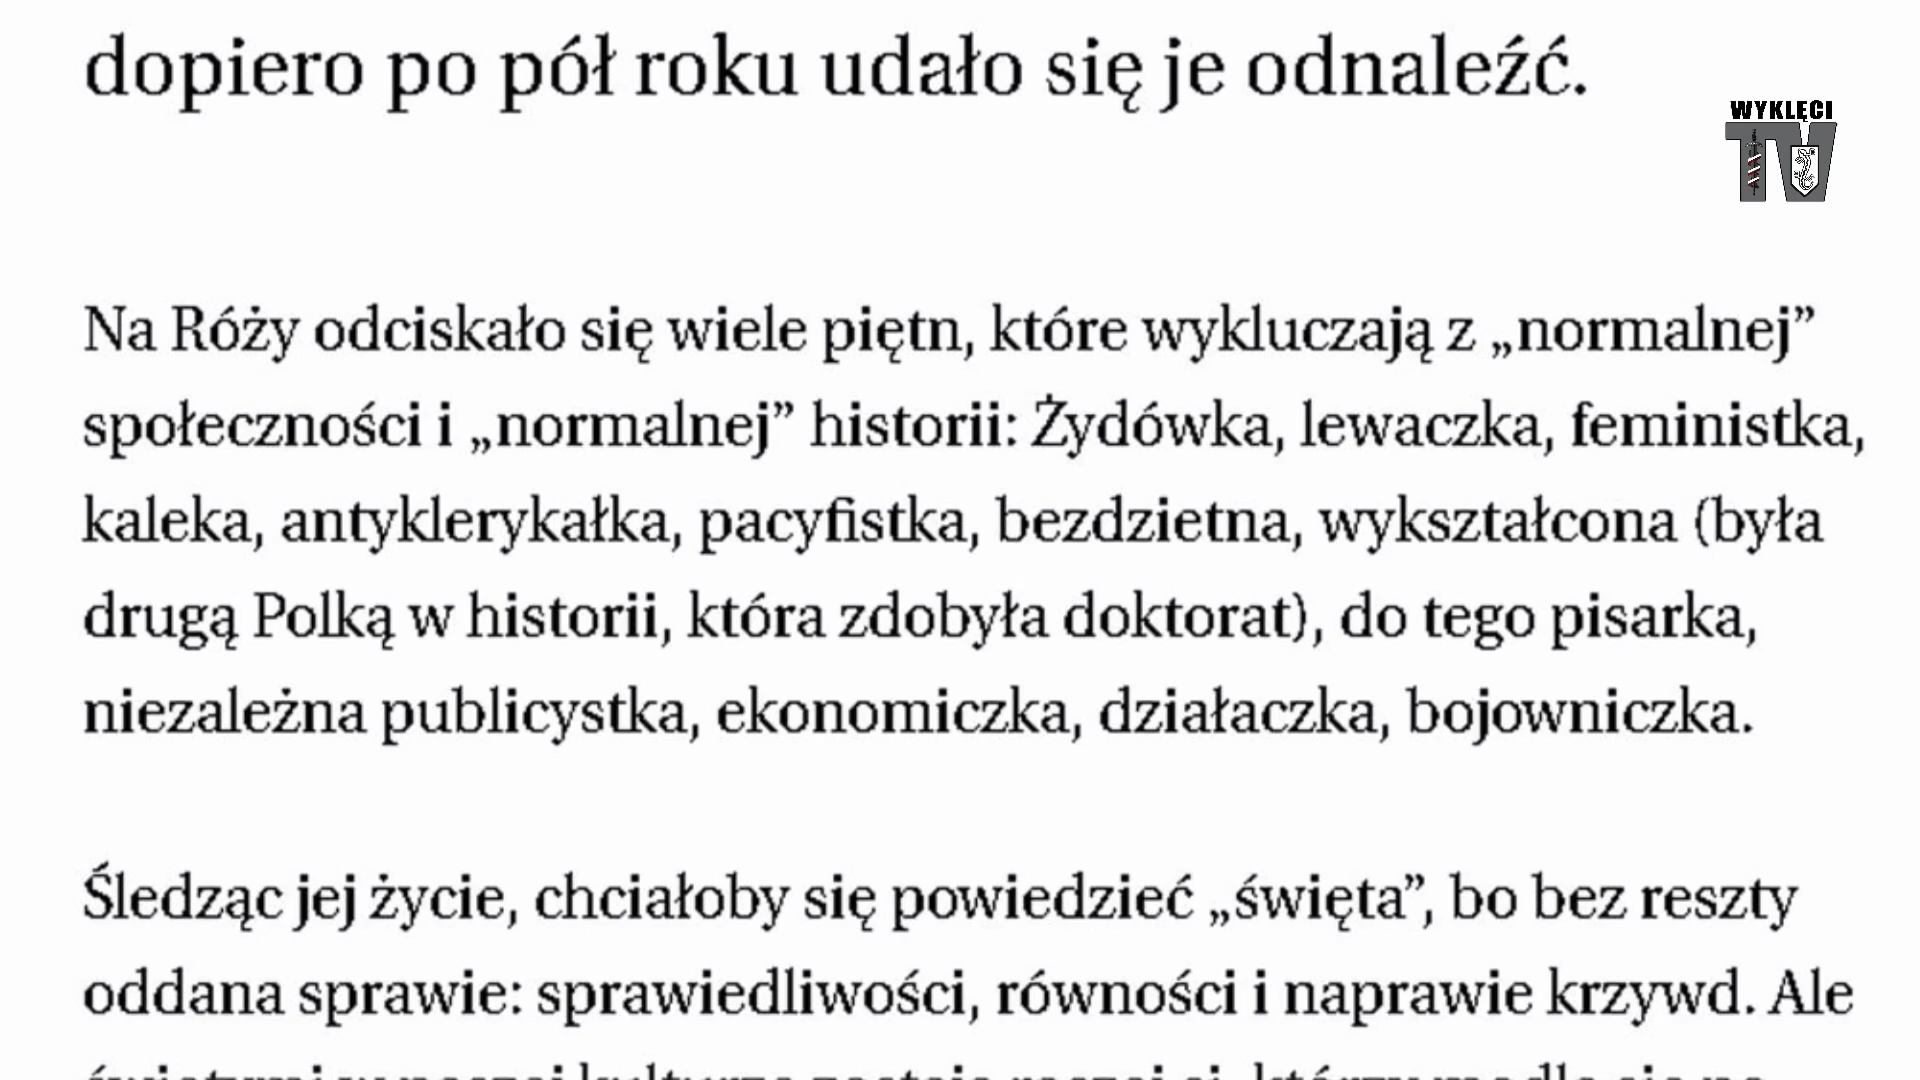 dopiero po pół roku udało się je odnaleźć.
WYKLĘCI
TV
Na Róży odciskało się wiele piętn, które wykluczają z „normalnej”
społeczności i „normalnej” historii: Żydówka, lewaczka, feministka,
kaleka, antyklerykałka, pacyfistka, bezdzietna, wykształcona (była
drugą Polką w historii, która zdobyła doktorat), do tego pisarka,
niezależna publicystka, ekonomiczka, działaczka, bojowniczka.
Śledząc jej życie, chciałoby się powiedzieć „święta”, bo bez reszty
oddana sprawie: sprawiedliwości, równości i naprawie krzywd. Ale